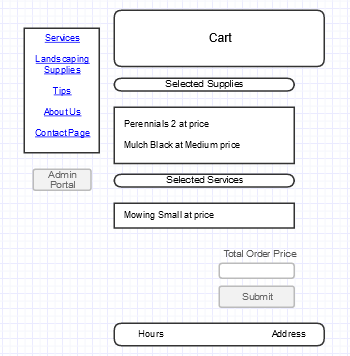 Cart
Services
Landscaping
Supplies
Tips
About Us
Contact Page
Admin
Portal
Selected Supplies
Perennials 2 at price
Mulch Black at Medium price
Selected Services
Mowing Small at price
Total Order Price
Submit
Hours Address